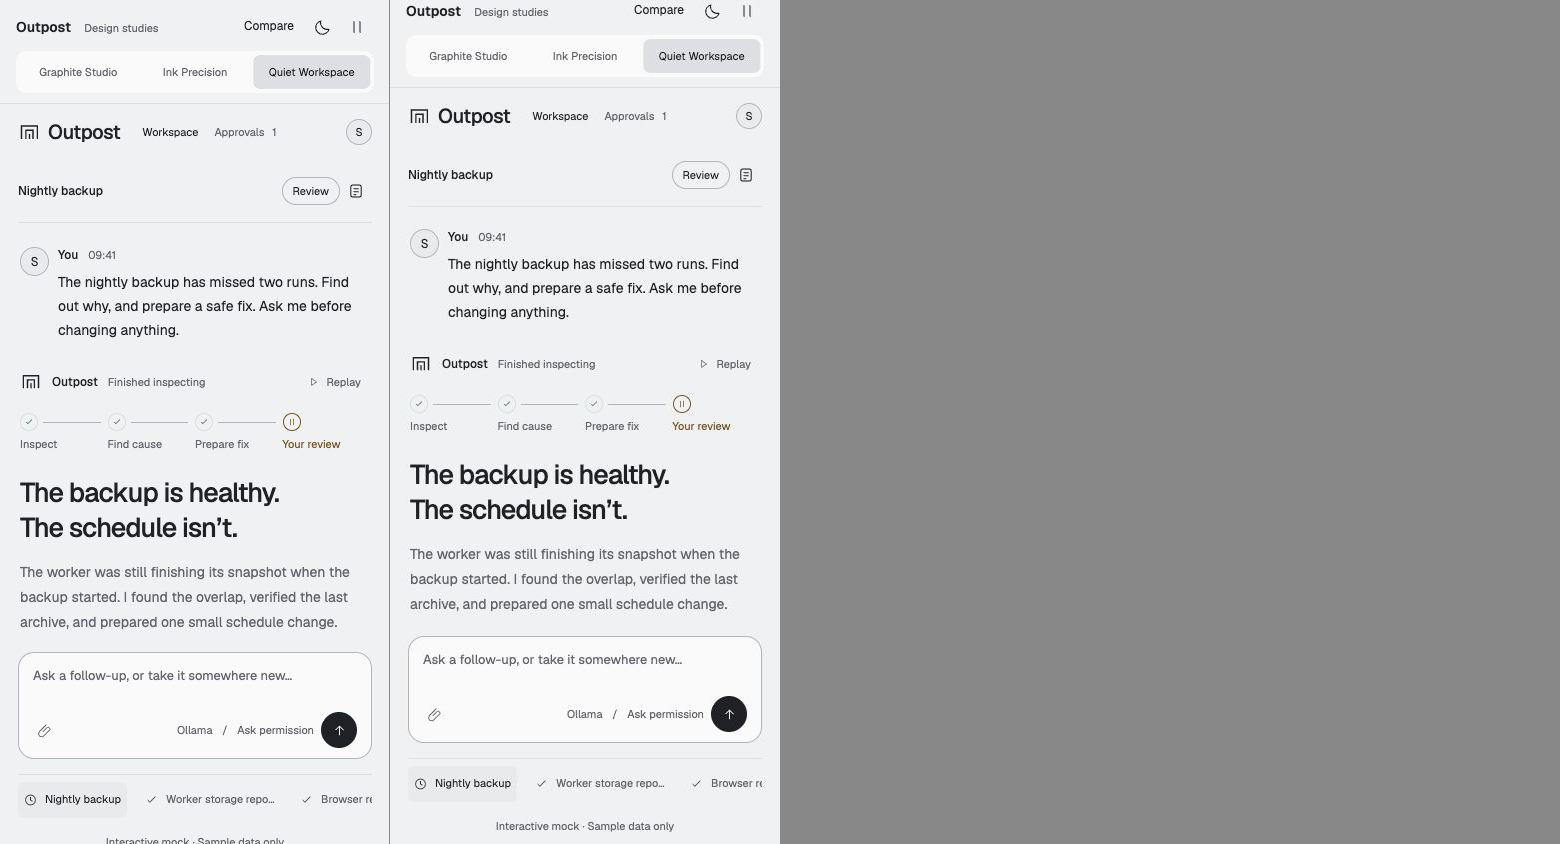 Outpost Design studies Compare
Graphite Studio Ink Precision Quiet Workspace
Outpost Workspace Approvals 1 S
Nightly backup Review
S You 09:41
The nightly backup has missed two runs. Find
out why, and prepare a safe fix. Ask me before
changing anything.
Outpost Finished inspecting Replay
Inspect Find cause Prepare fix Your review
The backup is healthy.
The schedule isn’t.
The worker was still finishing its snapshot when the
backup started. I found the overlap, verified the last
archive, and prepared one small schedule change.
Ask a follow-up, or take it somewhere new...
Ollama / Ask permission
Nightly backup Worker storage repo... Browser re
Interactive mock · Sample data only
Outpost Design studies Compare
Graphite Studio Ink Precision Quiet Workspace
Outpost Workspace Approvals 1 S
Nightly backup Review
S You 09:41
The nightly backup has missed two runs. Find
out why, and prepare a safe fix. Ask me before
changing anything.
Outpost Finished inspecting Replay
Inspect Find cause Prepare fix Your review
The backup is healthy.
The schedule isn’t.
The worker was still finishing its snapshot when the
backup started. I found the overlap, verified the last
archive, and prepared one small schedule change.
Ask a follow-up, or take it somewhere new...
Ollama / Ask permission
Nightly backup Worker storage repo... Browser re
Interactive mock · Sample data only